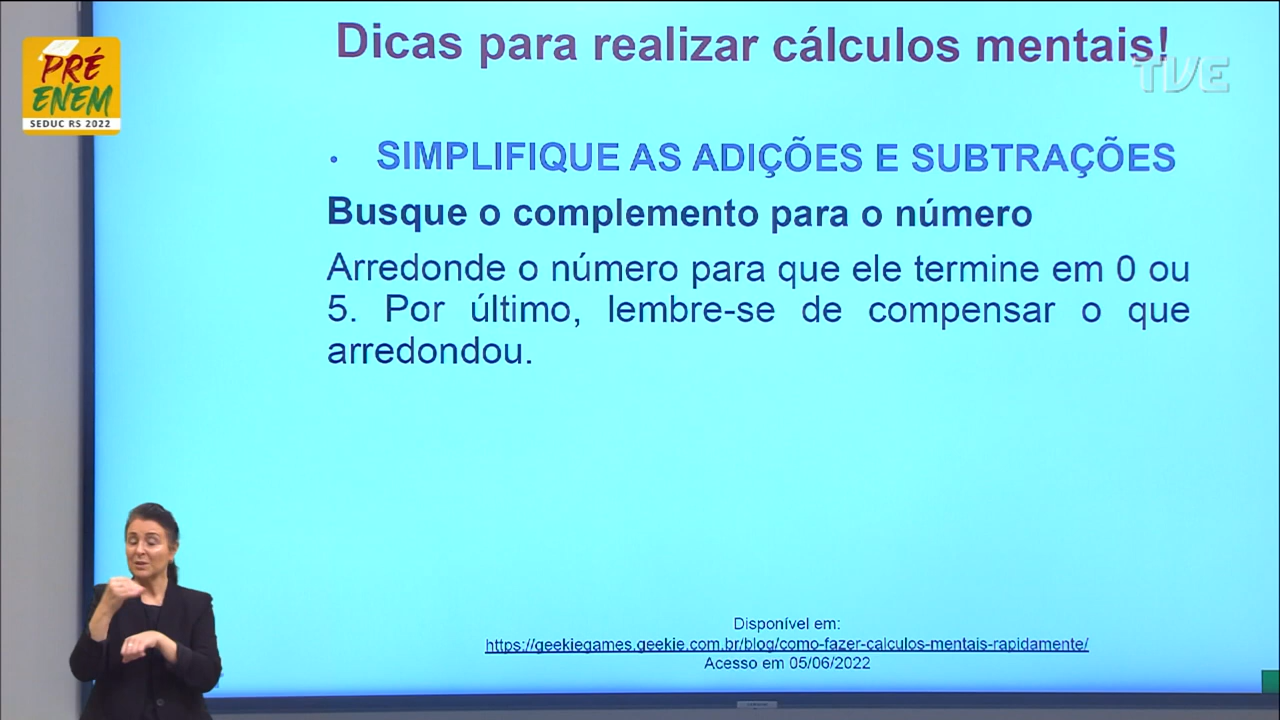 Dicas para realizar cálculos mentais!
TVE
PRÉ
ENEM
SEDUC RS 2022
• SIMPLIFIQUE AS ADIÇÕES E SUBTRAÇÕES
Busque o complemento para o número
Arredonde o número para que ele termine em 0 ou
5. Por último, lembre-se de compensar o que
arredondou.
Disponível em:
https://geekiegames.geekie.com.br/blog/como-fazer-calculos-mentais-rapidamente/
Acesso em 05/06/2022